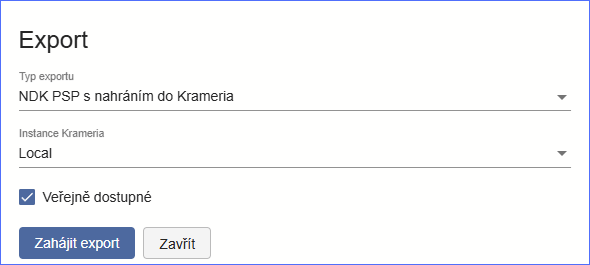 Export
Typ exportu
NDK PSP s nahráním do Krameria
Instance Krameria
Local
Veřejně dostupné
Zahájit export
Zavřít